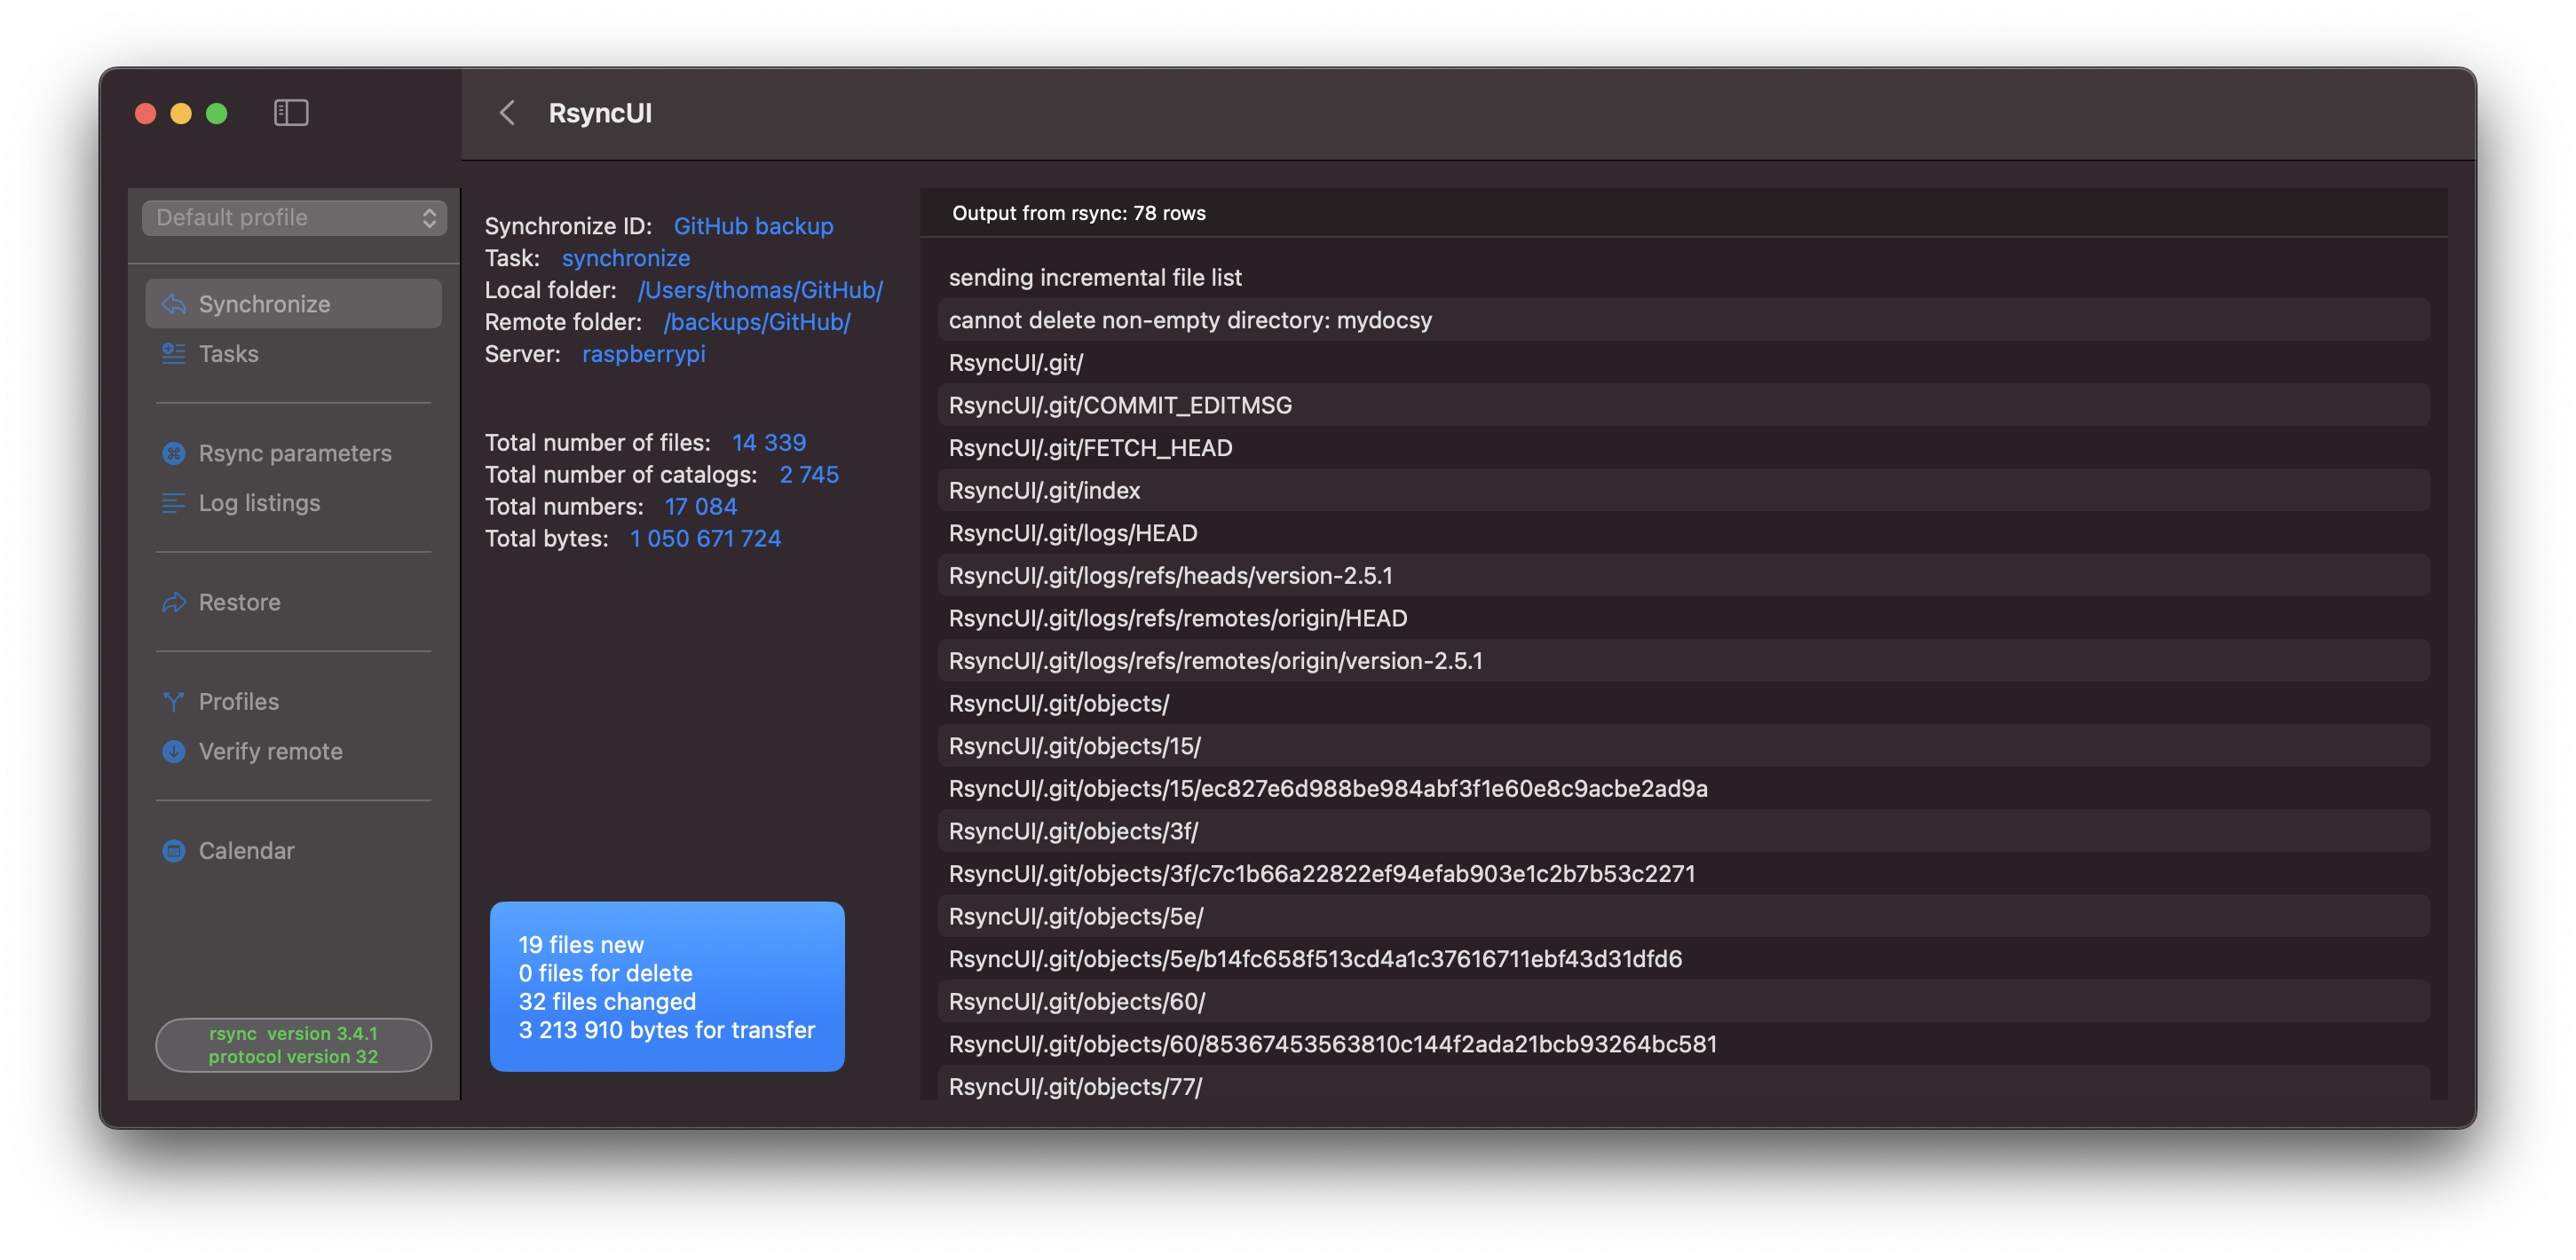 RsyncUI
Default profile
Synchronize
Tasks
Rsync parameters
Log listings
Restore
Profiles
Verify remote
Calendar
rsync  version 3.4.1
protocol version 32
Synchronize ID: GitHub backup
Task: synchronize
Local folder: /Users/thomas/GitHub/
Remote folder: /backups/GitHub/
Server: raspberrypi
Total number of files: 14 339
Total number of catalogs: 2 745
Total numbers: 17 084
Total bytes: 1 050 671 724
19 files new
0 files for delete
32 files changed
3 213 910 bytes for transfer
Output from rsync: 78 rows
sending incremental file list
cannot delete non-empty directory: mydocsy
RsyncUI/.git/
RsyncUI/.git/COMMIT_EDITMSG
RsyncUI/.git/FETCH_HEAD
RsyncUI/.git/index
RsyncUI/.git/logs/HEAD
RsyncUI/.git/logs/refs/heads/version-2.5.1
RsyncUI/.git/logs/refs/remotes/origin/HEAD
RsyncUI/.git/logs/refs/remotes/origin/version-2.5.1
RsyncUI/.git/objects/
RsyncUI/.git/objects/15/
RsyncUI/.git/objects/15/ec827e6d988be984abf3f1e60e8c9acbe2ad9a
RsyncUI/.git/objects/3f/
RsyncUI/.git/objects/3f/c7c1b66a22822ef94efab903e1c2b7b53c2271
RsyncUI/.git/objects/5e/
RsyncUI/.git/objects/5e/b14fc658f513cd4a1c37616711ebf43d31dfd6
RsyncUI/.git/objects/60/
RsyncUI/.git/objects/60/85367453563810c144f2ada21bcb93264bc581
RsyncUI/.git/objects/77/